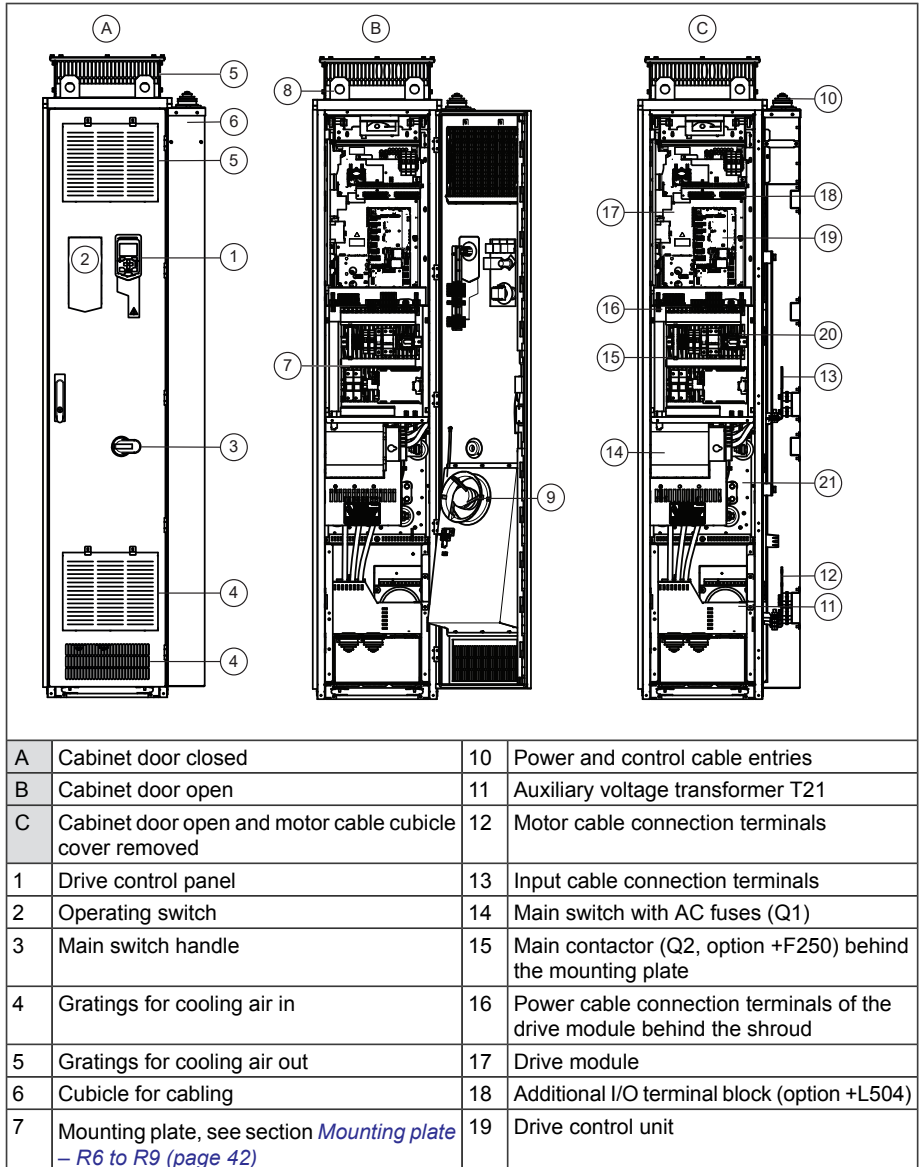 A
B
C
5
6
5
2
1
3
4
4
8
7
9
10
17
18
19
16
20
15
13
14
21
12
11
A Cabinet door closed 10 Power and control cable entries
B Cabinet door open 11 Auxiliary voltage transformer T21
C Cabinet door open and motor cable cubicle cover removed 12 Motor cable connection terminals
1 Drive control panel 13 Input cable connection terminals
2 Operating switch 14 Main switch with AC fuses (Q1)
3 Main switch handle 15 Main contactor (Q2, option +F250) behind the mounting plate
4 Gratings for cooling air in 16 Power cable connection terminals of the drive module behind the shroud
5 Gratings for cooling air out 17 Drive module
6 Cubicle for cabling 18 Additional I/O terminal block (option +L504)
7 Mounting plate, see section Mounting plate – R6 to R9 (page 42) 19 Drive control unit